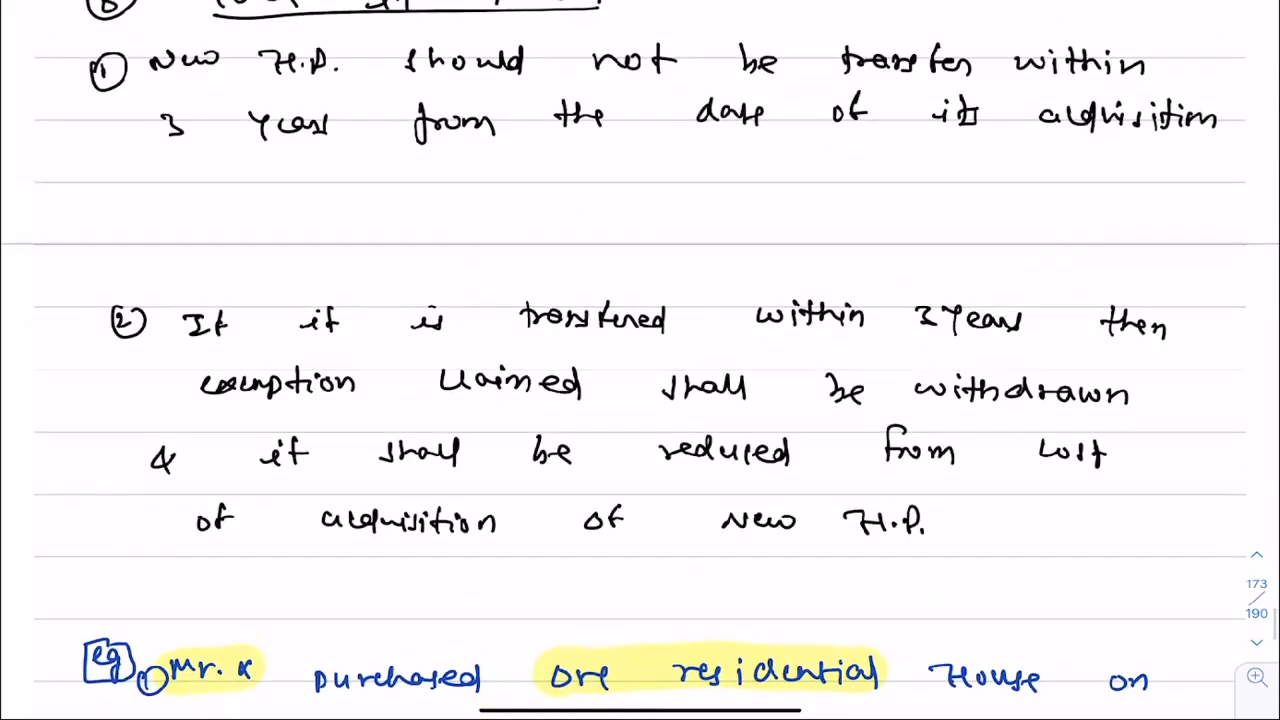 ① New H.P. should not be transfer within
3 years from the date of its acquisition
② If it is transfered within 3 years then
exemption claimed shall be withdrawn
& it shall be reduced from cost
of acquisition of New H.P.
eg ① Mr. X purchased one residential House on
173
190